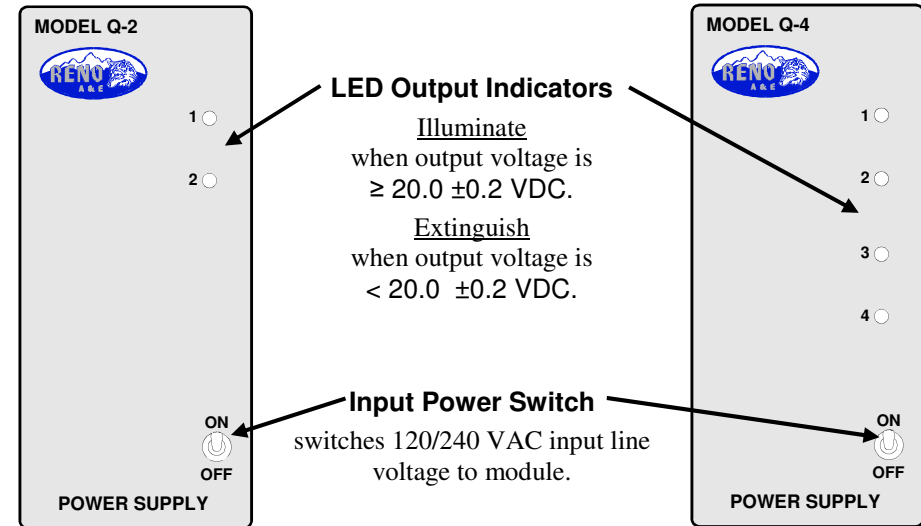 MODEL Q-2
RENO
A & E
1
2
ON
OFF
POWER SUPPLY
LED Output Indicators
Illuminate
when output voltage is
≥ 20.0 ±0.2 VDC.
Extinguish
when output voltage is
< 20.0 ±0.2 VDC.
Input Power Switch
switches 120/240 VAC input line
voltage to module.
MODEL Q-4
RENO
A & E
1
2
3
4
ON
OFF
POWER SUPPLY